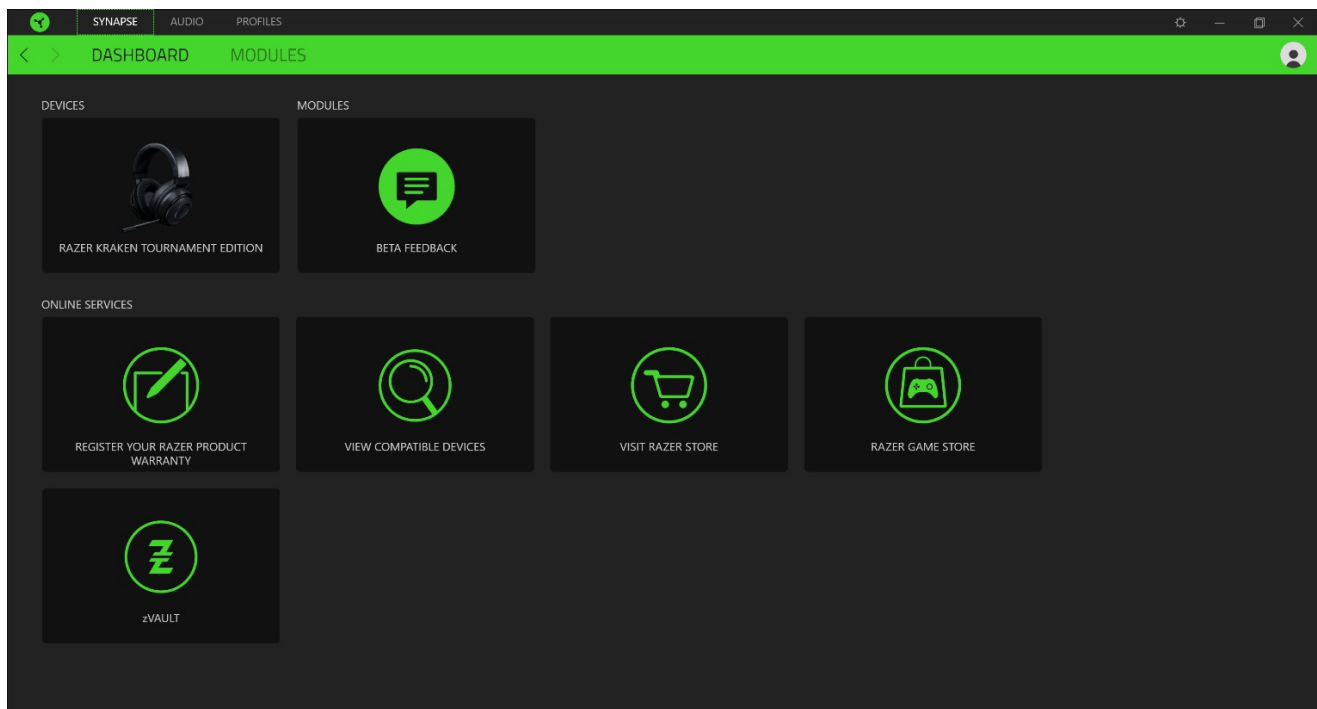 SYNAPSE AUDIO PROFILES
DASHBOARD MODULES
DEVICES MODULES
RAZER KRAKEN TOURNAMENT EDITION BETA FEEDBACK
ONLINE SERVICES
REGISTER YOUR RAZER PRODUCT
WARRANTY
VIEW COMPATIBLE DEVICES
VISIT RAZER STORE
RAZER GAME STORE
zVAULT